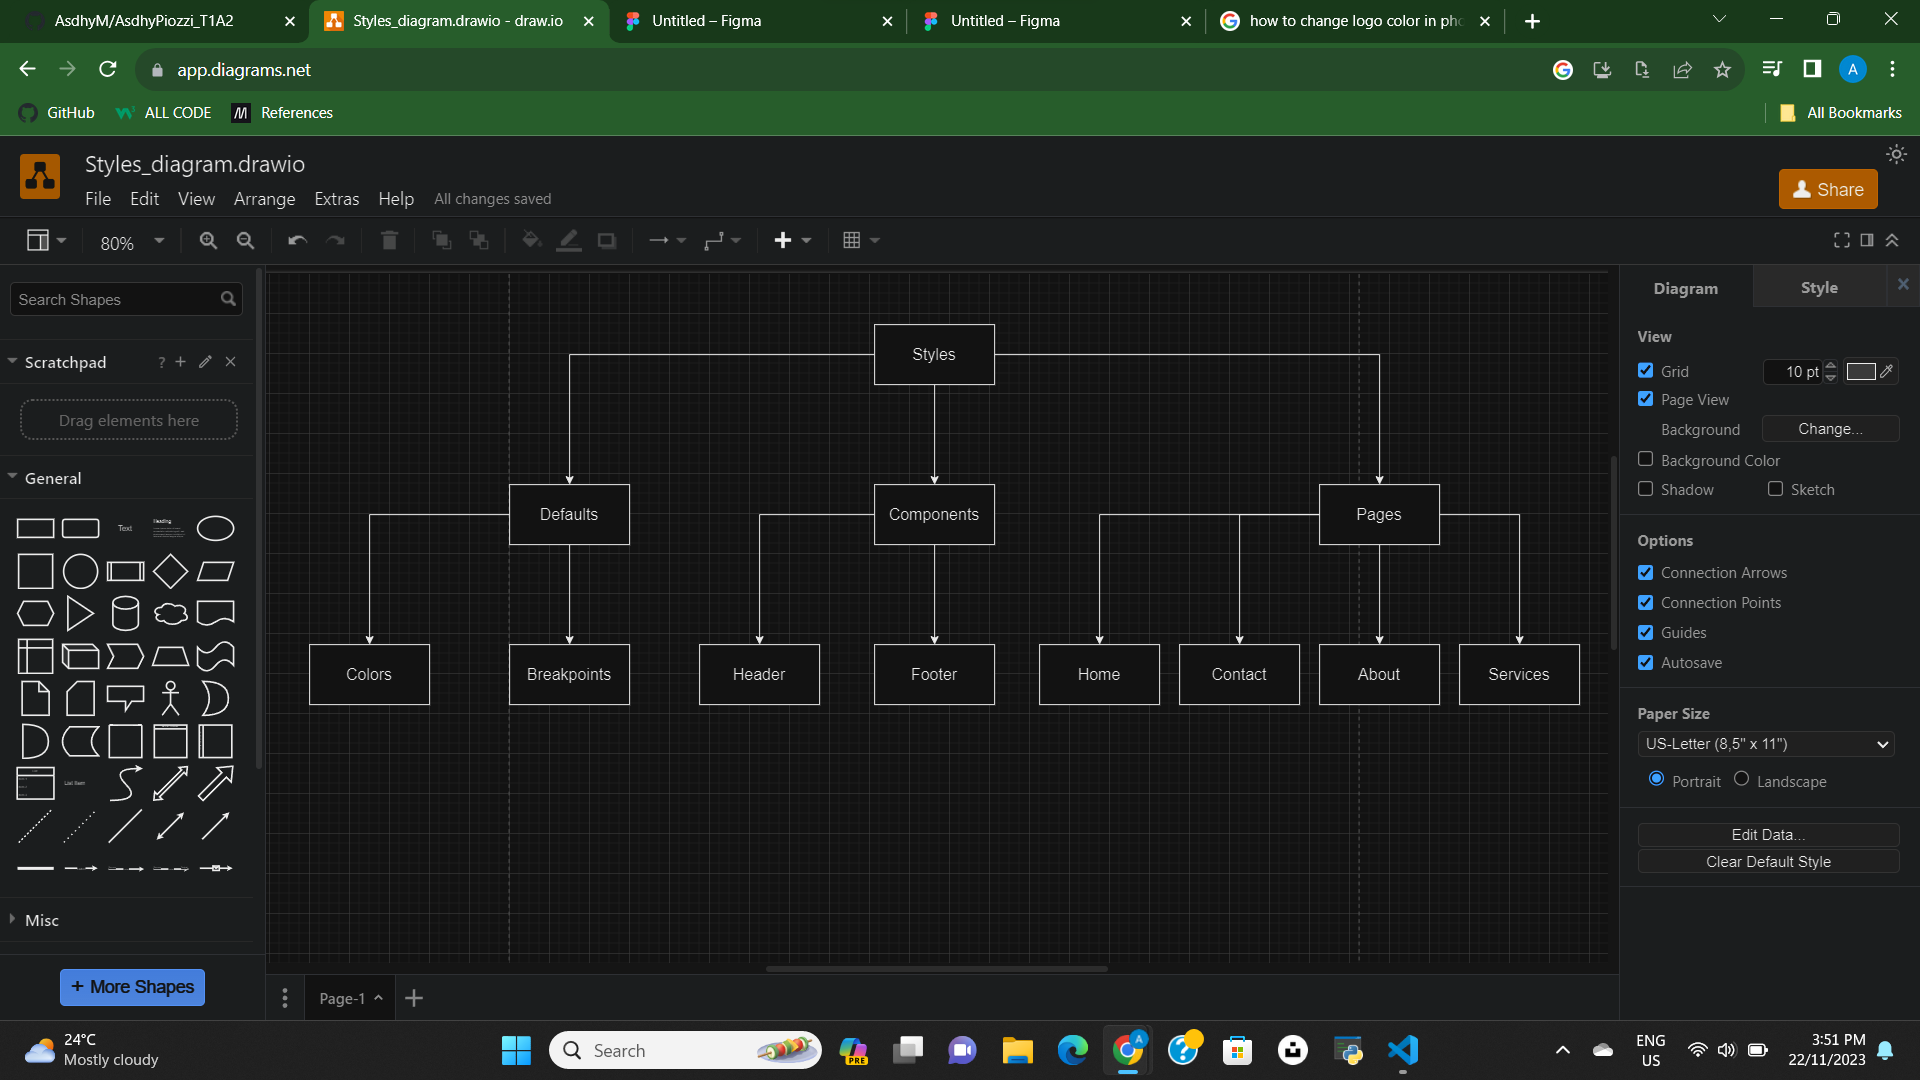 AsdhyM/AsdhyPiozzi_T1A2
Styles_diagram.drawio - draw.io
Untitled – Figma
Untitled – Figma
how to change logo color in pho
app.diagrams.net
A
GitHub
ALL CODE
References
All Bookmarks
Styles_diagram.drawio
File
Edit
View
Arrange
Extras
Help
All changes saved
Share
80%
Search Shapes
Scratchpad
?
Drag elements here
General
Text
Heading
List Item
Misc
+ More Shapes
Styles
Defaults
Components
Pages
Colors
Breakpoints
Header
Footer
Home
Contact
About
Services
Page-1
Diagram
Style
View
Grid
10 pt
Page View
Background
Change...
Background Color
Shadow
Sketch
Options
Connection Arrows
Connection Points
Guides
Autosave
Paper Size
US-Letter (8,5" x 11")
Portrait
Landscape
Edit Data...
Clear Default Style
24°C
Mostly cloudy
Search
PRE
A
ENG
US
3:51 PM
22/11/2023